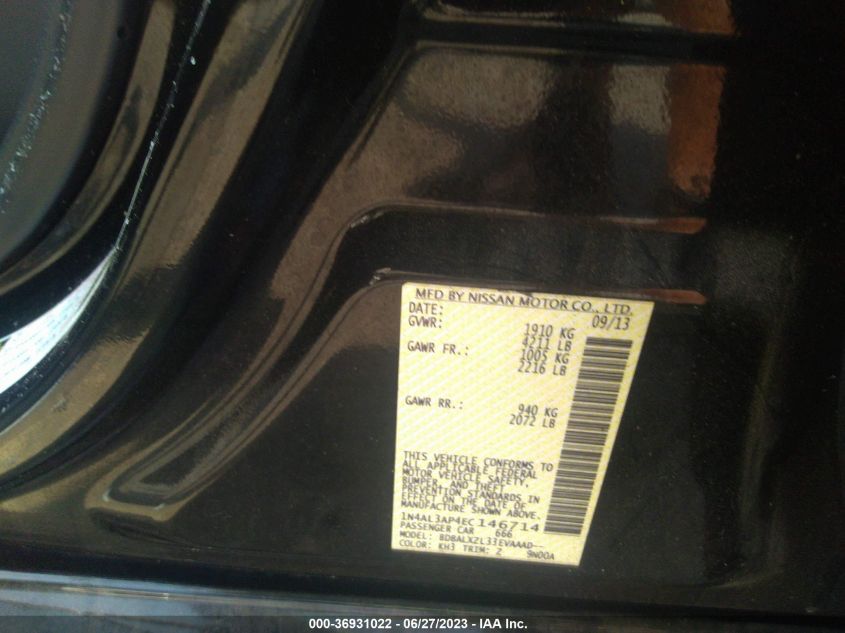 MFD BY NISSAN MOTOR CO., LTD.
DATE: 09/13
GVWR: 1910 KG
4211 LB
GAWR FR.: 1005 KG
2216 LB
GAWR RR.: 940 KG
2072 LB
THIS VEHICLE CONFORMS TO
ALL APPLICABLE FEDERAL
MOTOR VEHICLE SAFETY,
BUMPER, AND THEFT
PREVENTION STANDARDS IN
EFFECT ON THE DATE OF
MANUFACTURE SHOWN ABOVE.
1N4AL3AP4EC146714
PASSENGER CAR 666
MODEL: BDBALXZL33EVAAAD--
COLOR: KH3 TRIM: Z 9N00A
000-36931022 / 06/27/2023 - IAA Inc.